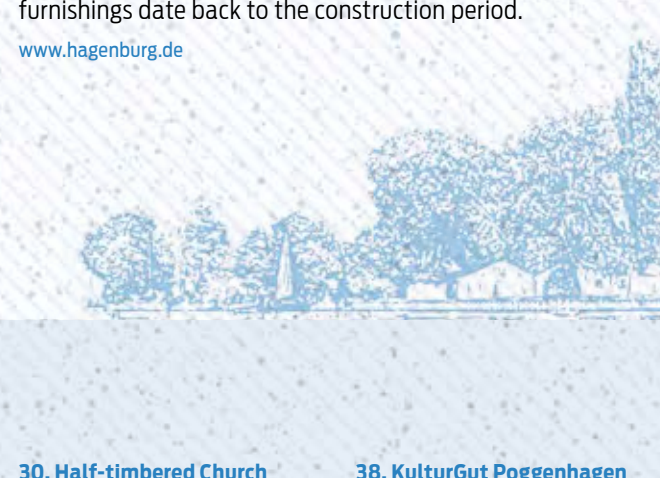 furnishings date back to the construction period.
www.hagenburg.de
30. Half-timbered Church
38. KulturGut Poggenhagen